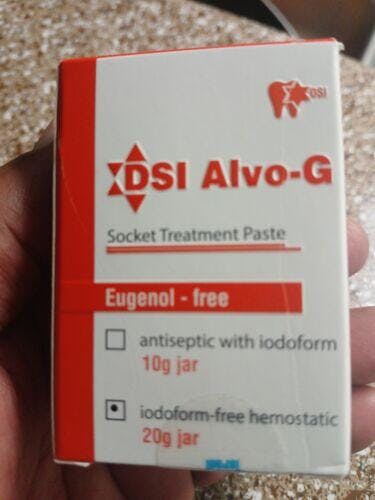 DSI
DSI Alvo-G
Socket Treatment Paste
Eugenol - free
antiseptic with iodoform
10g jar
iodoform-free hemostatic
20g jar